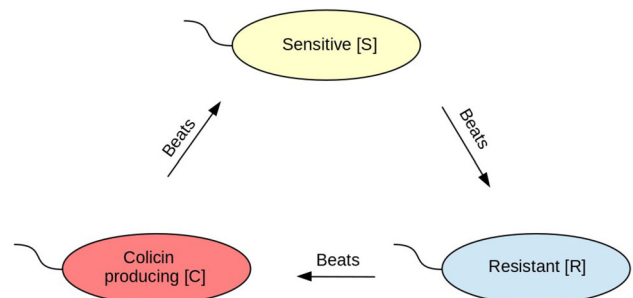 Sensitive [S]
Beats
Beats
Colicin
producing [C]
Beats
Resistant [R]